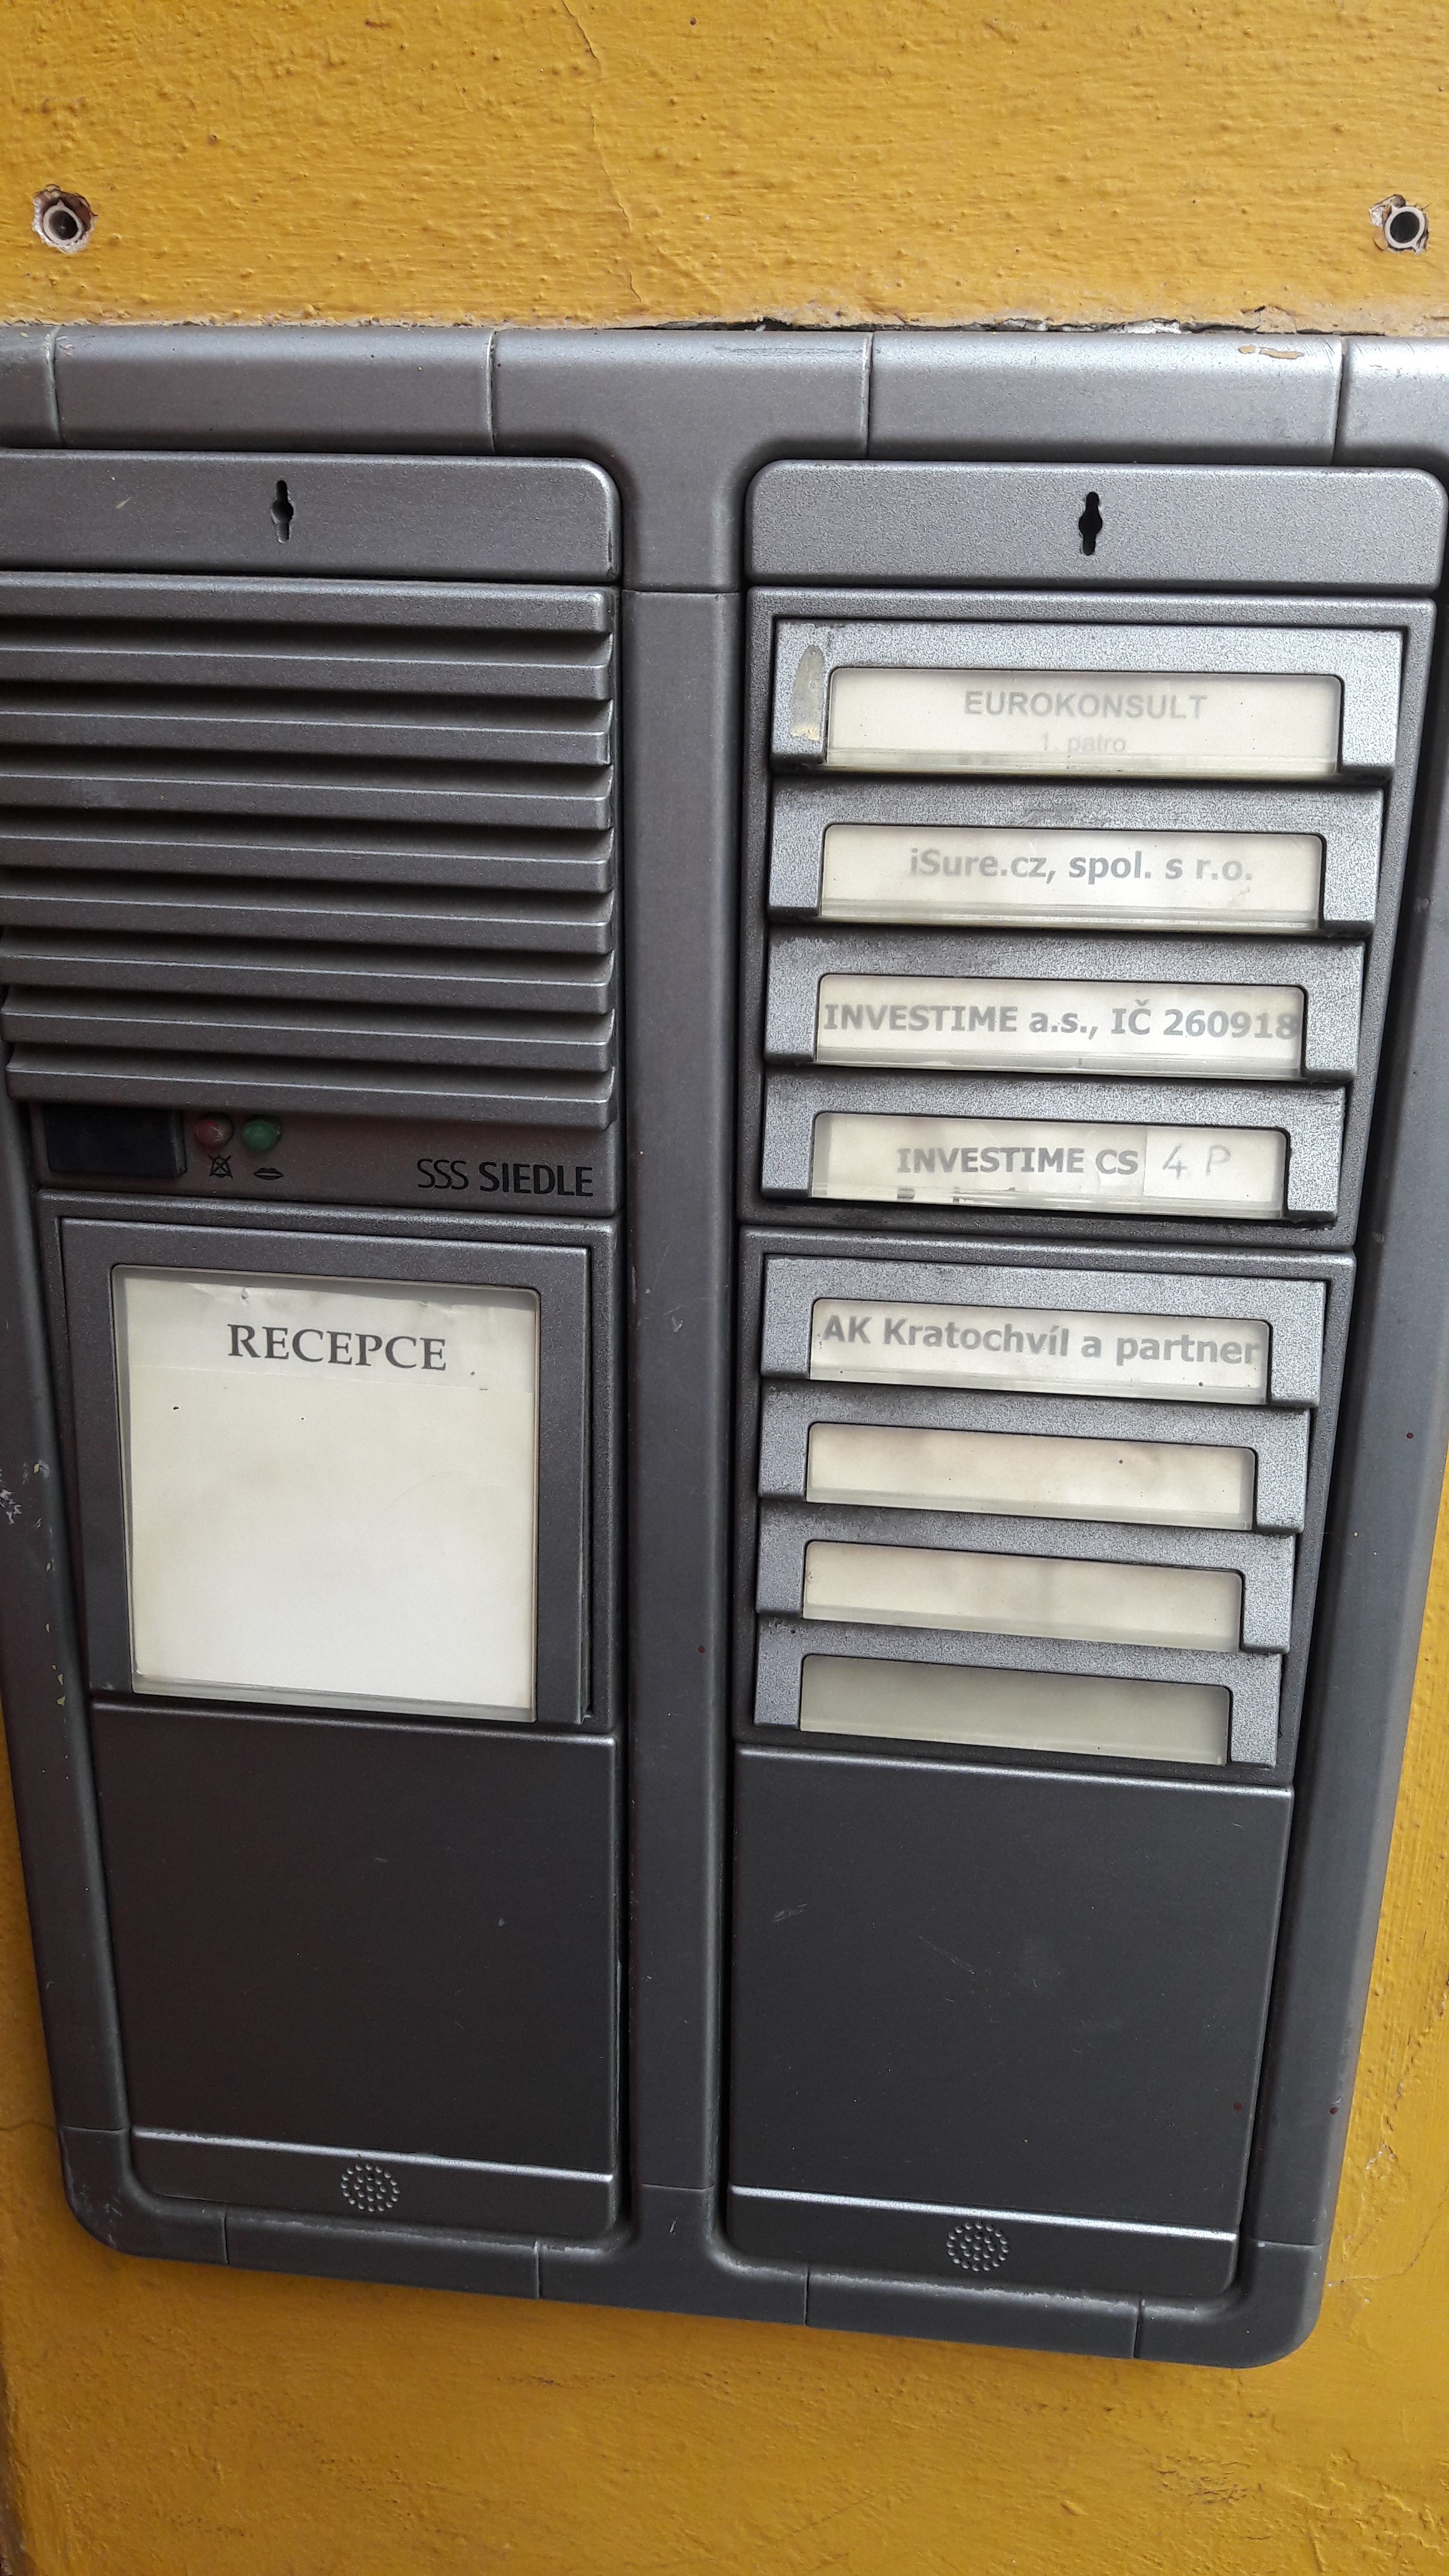 SSS SIEDLE
RECEPCE
EUROKONSULT
1. patro
iSure.cz, spol. s r.o.
INVESTIME a.s., IČ 260918
INVESTIME CS 4 P
AK Kratochvíl a partner